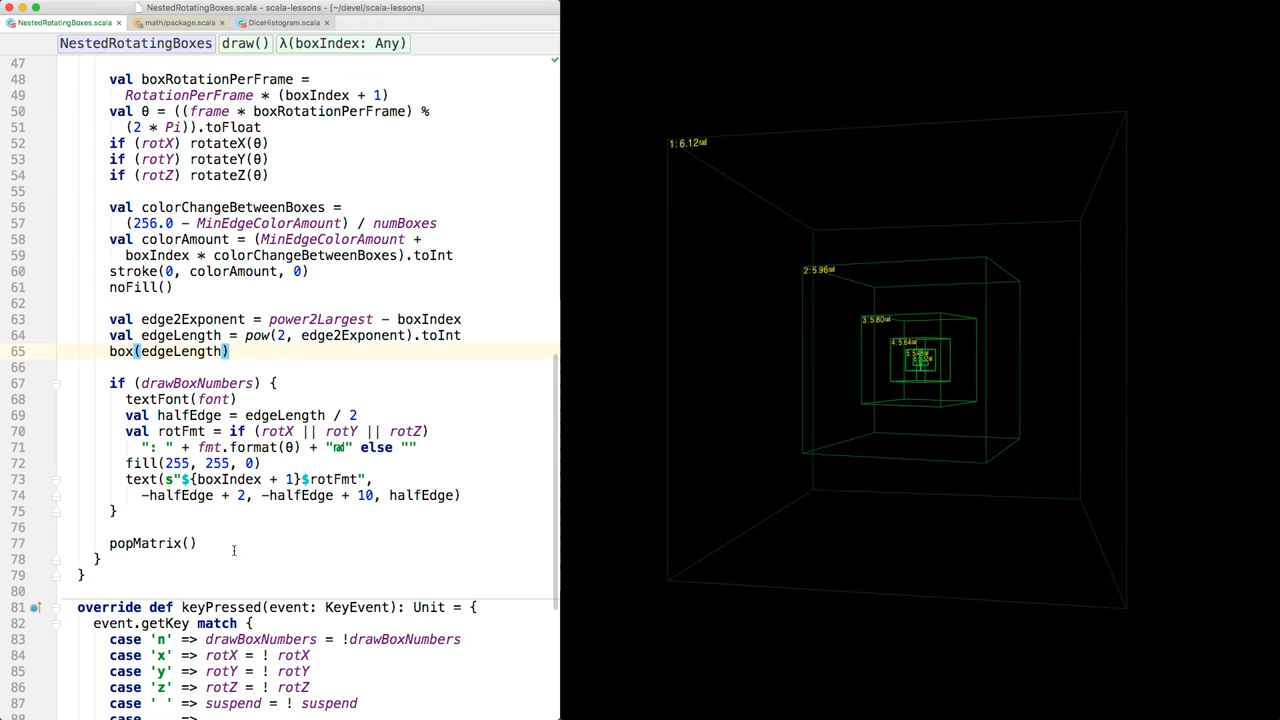 NestedRotatingBoxes.scala - scala-lessons - [~/devel/scala-lessons]
NestedRotatingBoxes.scala × math/package.scala × DiceHistogram.scala ×
NestedRotatingBoxes draw() λ(boxIndex: Any)
47
48 val boxRotationPerFrame =
49 RotationPerFrame * (boxIndex + 1)
50 val θ = ((frame * boxRotationPerFrame) %
51 (2 * Pi)).toFloat
52 if (rotX) rotateX(θ)
53 if (rotY) rotateY(θ)
54 if (rotZ) rotateZ(θ)
55
56 val colorChangeBetweenBoxes =
57 (256.0 - MinEdgeColorAmount) / numBoxes
58 val colorAmount = (MinEdgeColorAmount +
59 boxIndex * colorChangeBetweenBoxes).toInt
60 stroke(0, colorAmount, 0)
61 noFill()
62
63 val edge2Exponent = power2Largest - boxIndex
64 val edgeLength = pow(2, edge2Exponent).toInt
65 box(edgeLength)
66
67 if (drawBoxNumbers) {
68 textFont(font)
69 val halfEdge = edgeLength / 2
70 val rotFmt = if (rotX || rotY || rotZ)
71 ": " + fmt.format(θ) + "㎭" else ""
72 fill(255, 255, 0)
73 text(s"${boxIndex + 1}$rotFmt",
74 -halfEdge + 2, -halfEdge + 10, halfEdge)
75 }
76
77 popMatrix()
78 }
79 }
80
81 override def keyPressed(event: KeyEvent): Unit = {
82 event.getKey match {
83 case 'n' => drawBoxNumbers = !drawBoxNumbers
84 case 'x' => rotX = ! rotX
85 case 'y' => rotY = ! rotY
86 case 'z' => rotZ = ! rotZ
87 case ' ' => suspend = ! suspend
88 case
1: 6.12㎭
2: 5.96㎭
3: 5.80㎭
4: 5.64㎭